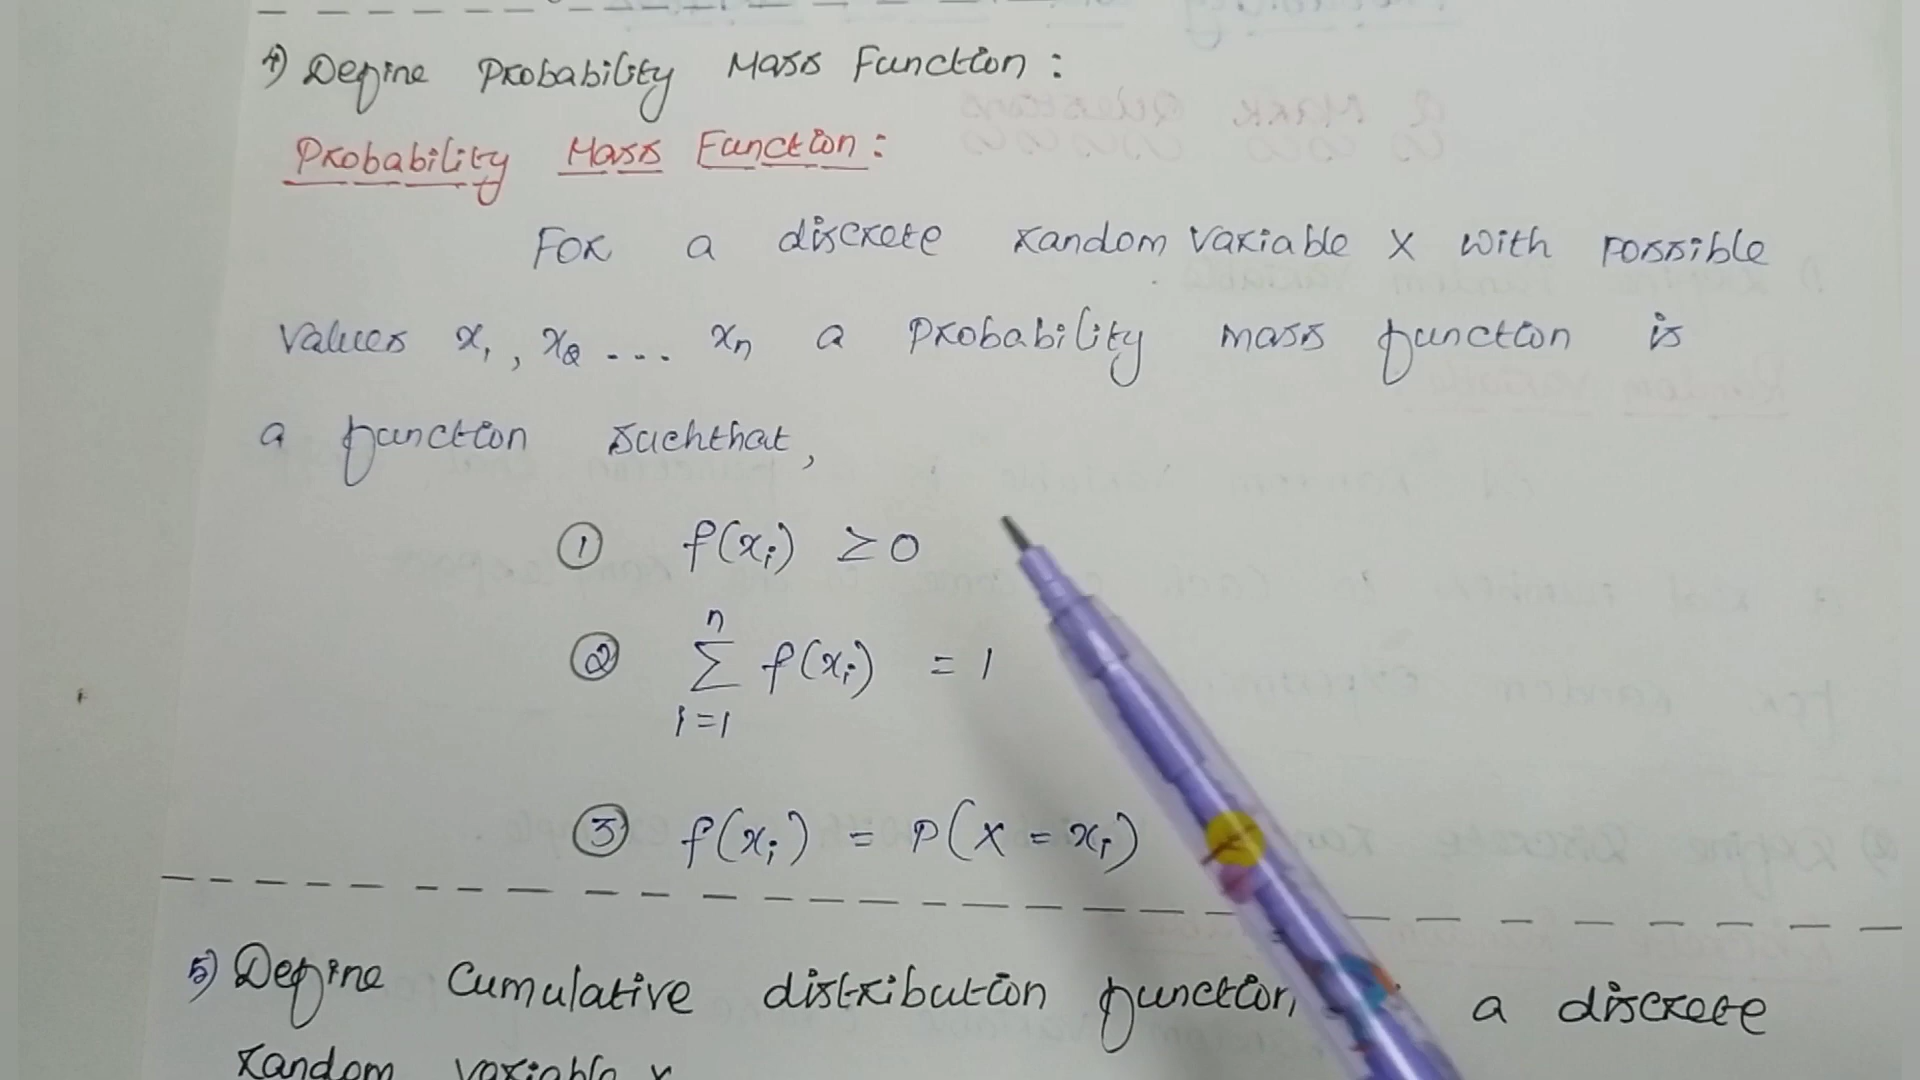 4) Define Probability Mass Function :
Probability Mass Function :
For a discrete random variable X with possible
values x₁, x₂ ... xₙ a probability mass function is
a function suchthat,
① f(xᵢ) ≥ 0
② n
Σ f(xᵢ) = 1
i=1
③ f(xᵢ) = P(X = xᵢ)
5) Define Cumulative distribution function a discrete
random variable x